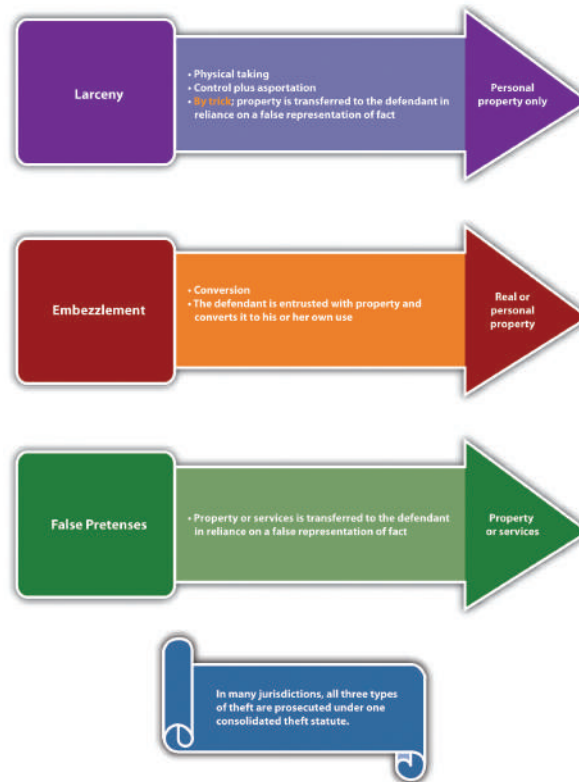 Larceny
• Physical taking
• Control plus asportation
• By trick; property is transferred to the defendant in
reliance on a false representation of fact
Personal
property only
Embezzlement
• Conversion
• The defendant is entrusted with property and
converts it to his or her own use
Real or
personal
property
False Pretenses
• Property or services is transferred to the defendant
in reliance on a false representation of fact
Property
or services
In many jurisdictions, all three types
of theft are prosecuted under one
consolidated theft statute.